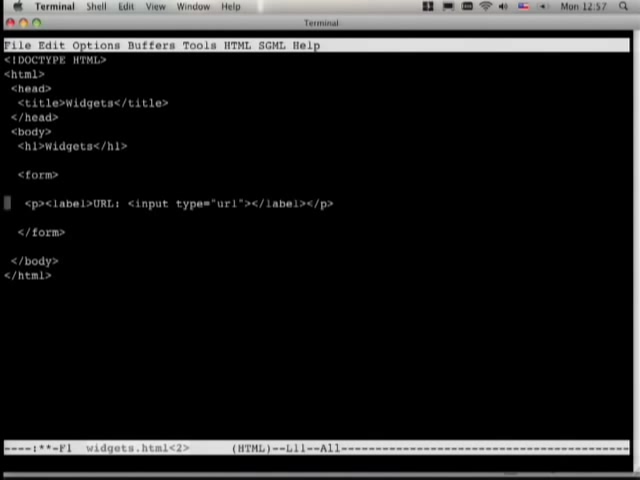 Terminal Shell Edit View Window Help Mon 12:57
Terminal
File Edit Options Buffers Tools HTML SGML Help
<!DOCTYPE HTML>
<html>
<head>
<title>Widgets</title>
</head>
<body>
<h1>Widgets</h1>
<form>
<p><label>URL: <input type="url"></label></p>
</form>
</body>
</html>
----:**-F1 widgets.html<2> (HTML)--L11--All----------------------------------------